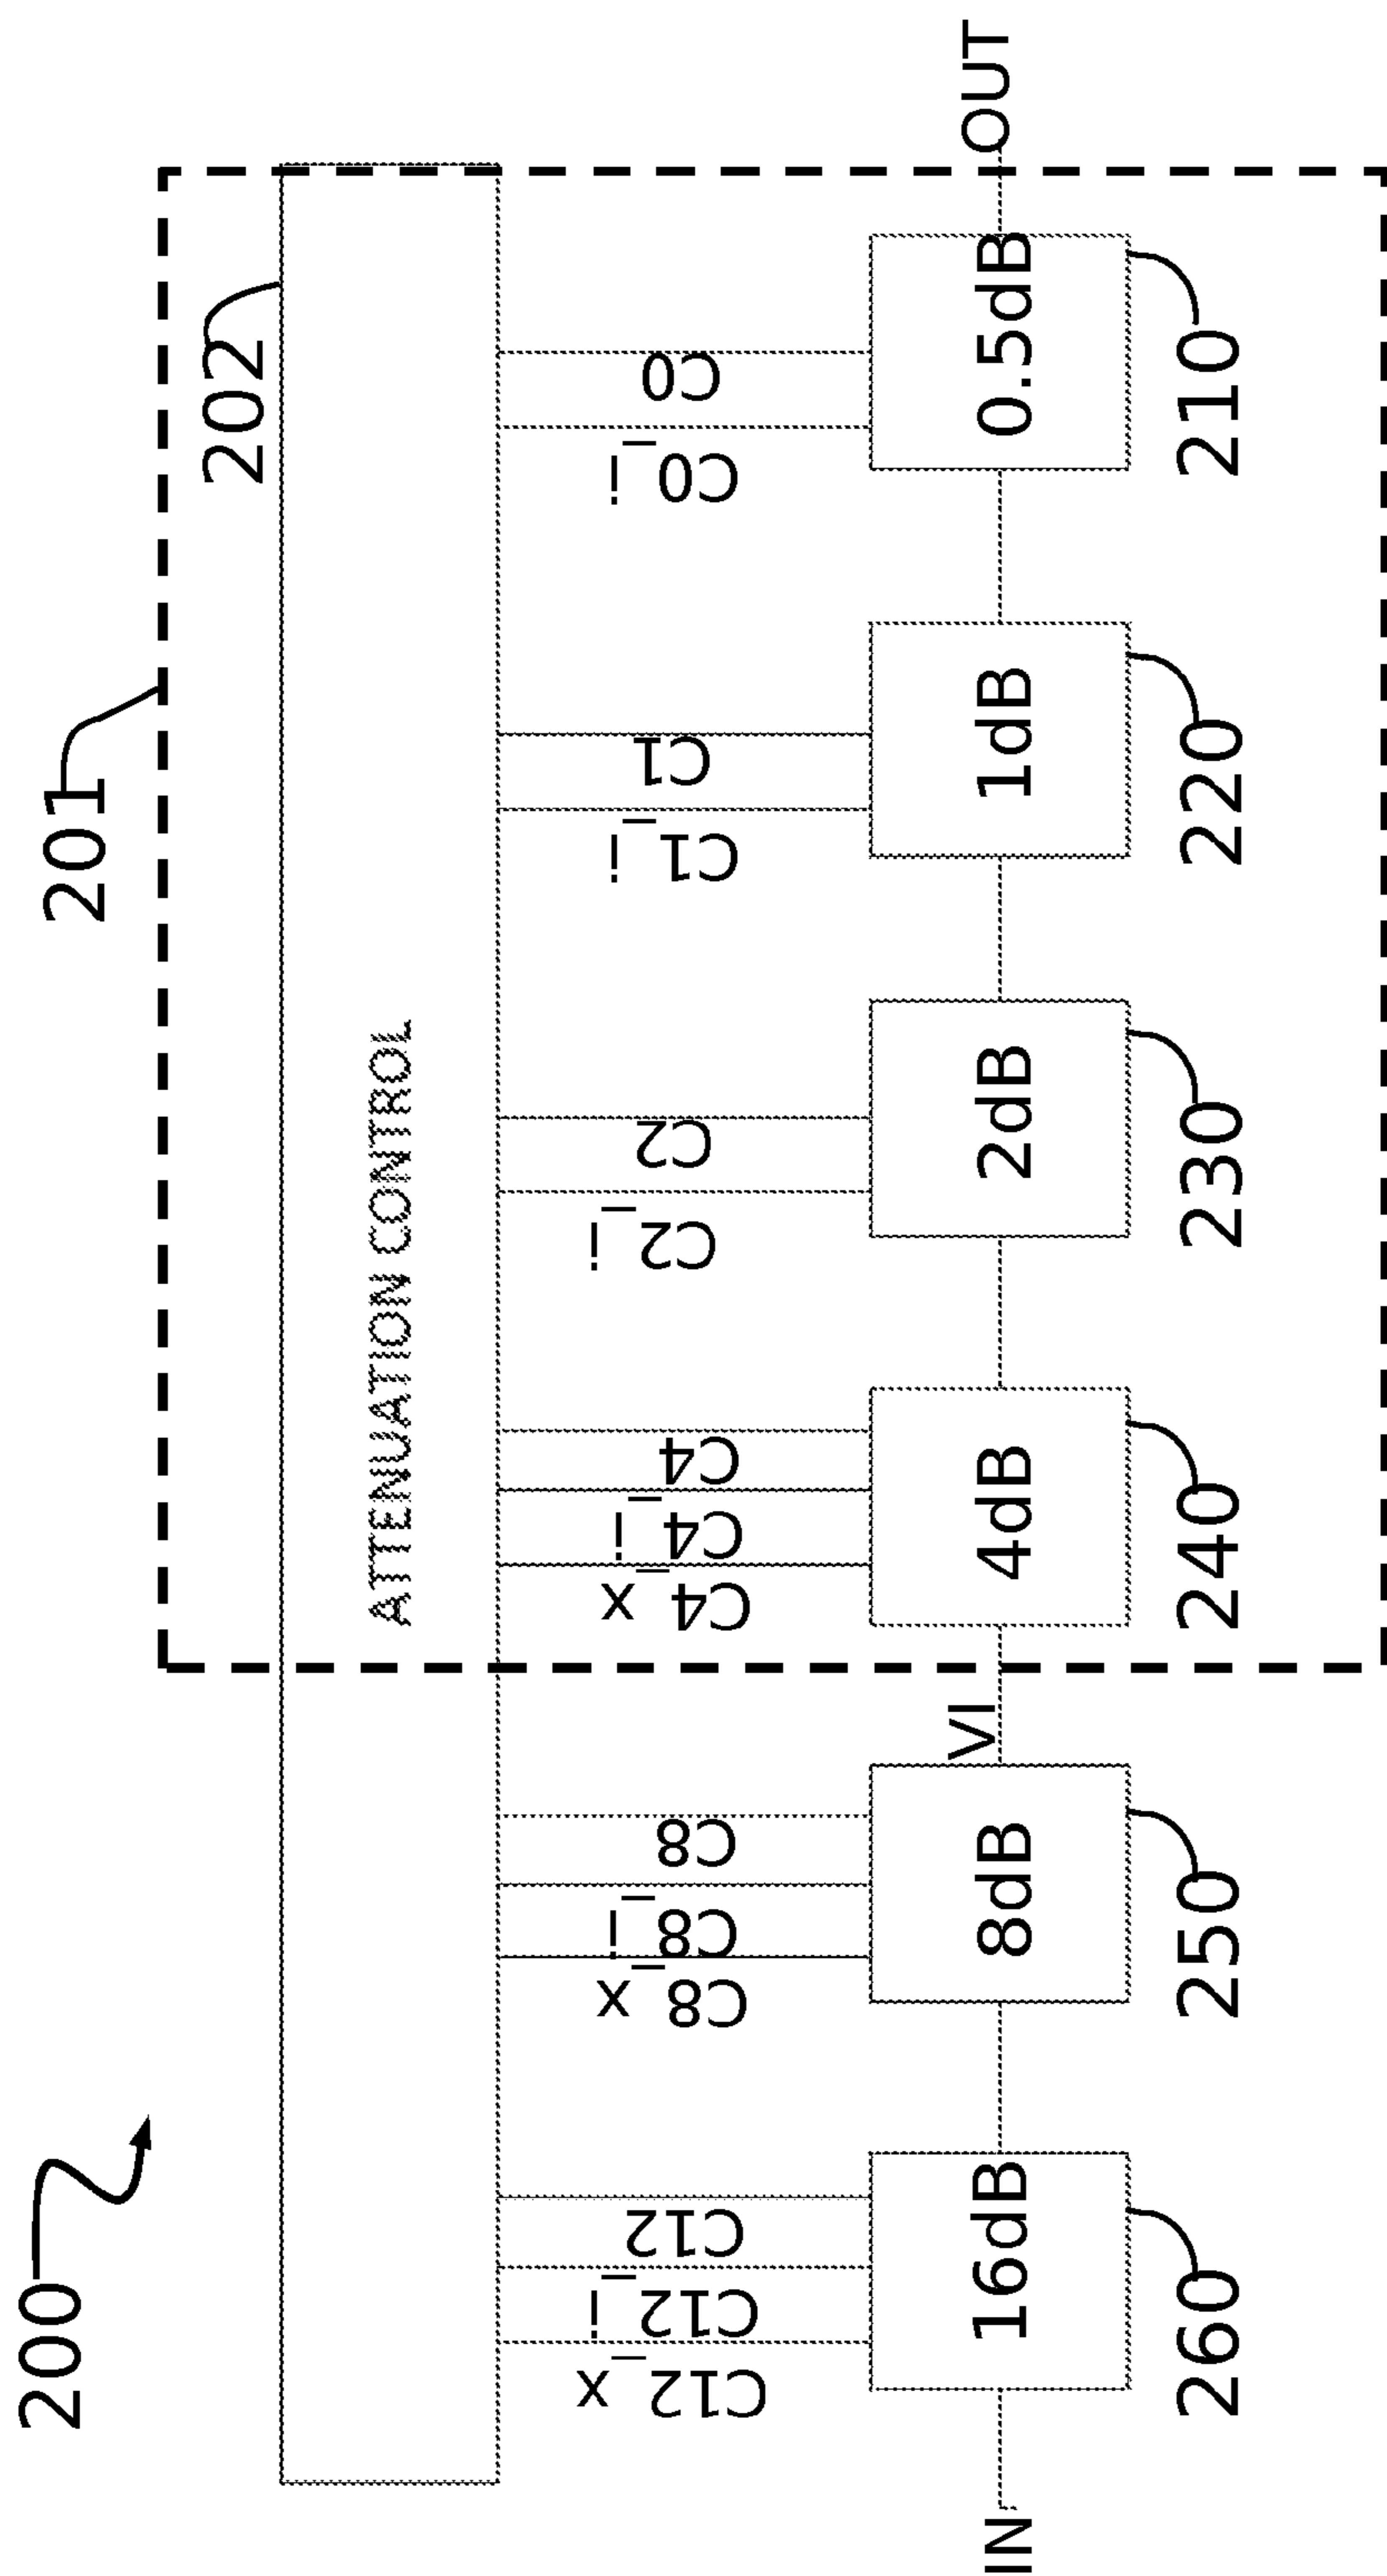 200
201
202
ATTENUATION CONTROL
C12_x
C12_i
C12
C8_x
C8_i
C8
C4_x
C4_i
C4
C2_i
C2
C1_i
C1
C0_i
C0
IN
16dB
8dB
VI
4dB
2dB
1dB
0.5dB
OUT
260
250
240
230
220
210